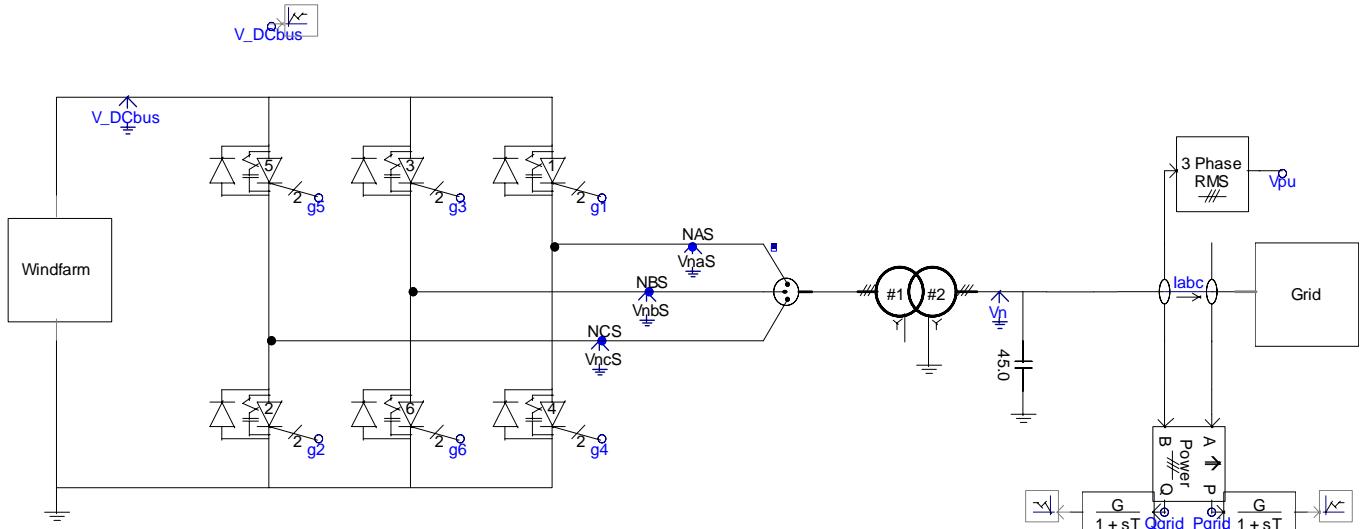 V_DCbus
V_DCbus
3 Phase
RMS
Vpu
5
3
1
2
g5
2
g3
2
g1
NAS
VnaS
Windfarm
NBS
VnbS
#1
#2
Iabc
Grid
Vn
NCS
VncS
45.0
Y
Y
2
6
4
2
g2
2
g6
2
g4
B
A
Power
Q
P
G
1 + sT
Qgrid
Pgrid
G
1 + sT